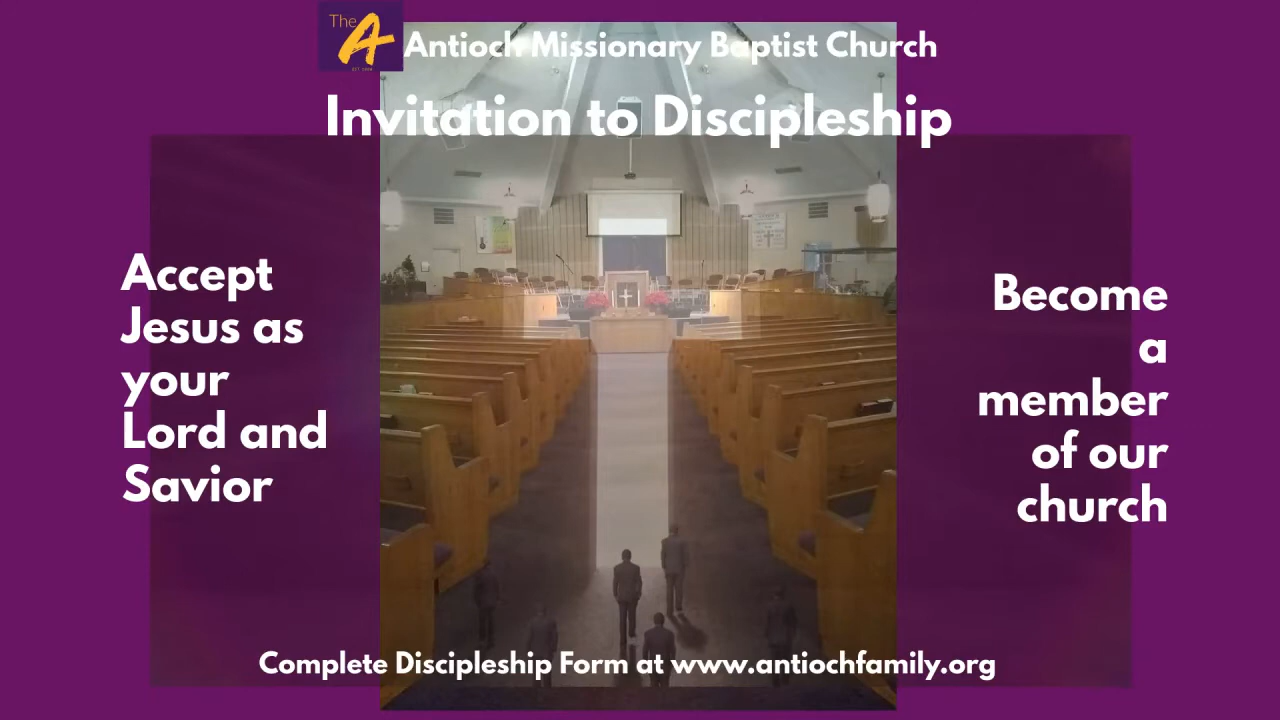 The A
Antioch Missionary Baptist Church
Invitation to Discipleship
Accept
Jesus as
your
Lord and
Savior
Become
a
member
of our
church
Complete Discipleship Form at www.antiochfamily.org